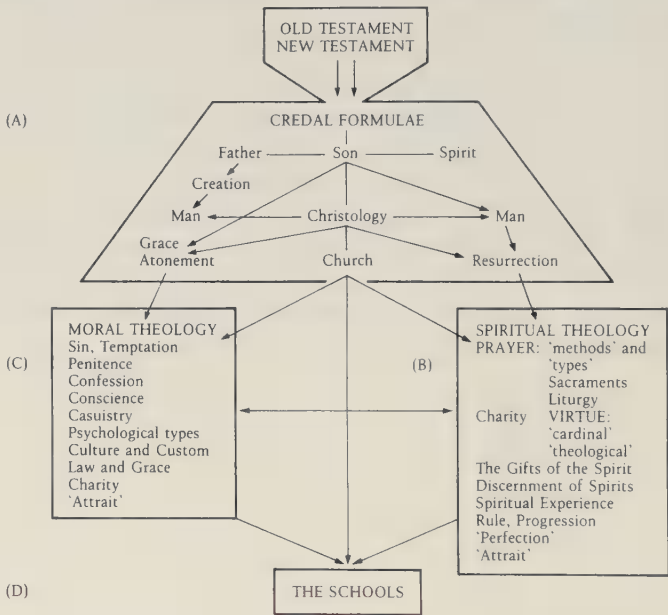 OLD TESTAMENT
NEW TESTAMENT
(A)
CREDAL FORMULAE
Father Son Spirit
Creation
Man Christology Man
Grace
Atonement Church Resurrection
MORAL THEOLOGY
Sin, Temptation
Penitence
Confession
Conscience
Casuistry
Psychological types
Culture and Custom
Law and Grace
Charity
'Attrait'
(C)
(B)
SPIRITUAL THEOLOGY
PRAYER: 'methods' and
'types'
Sacraments
Liturgy
Charity VIRTUE:
'cardinal'
'theological'
The Gifts of the Spirit
Discernment of Spirits
Spiritual Experience
Rule, Progression
'Perfection'
'Attrait'
(D)
THE SCHOOLS